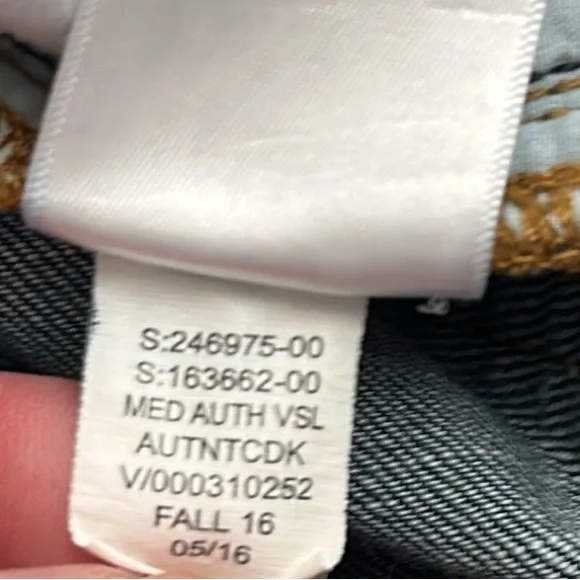 S:246975-00
S:163662-00
MED AUTH VSL
AUTNTCDK
V/000310252
FALL 16
05/16